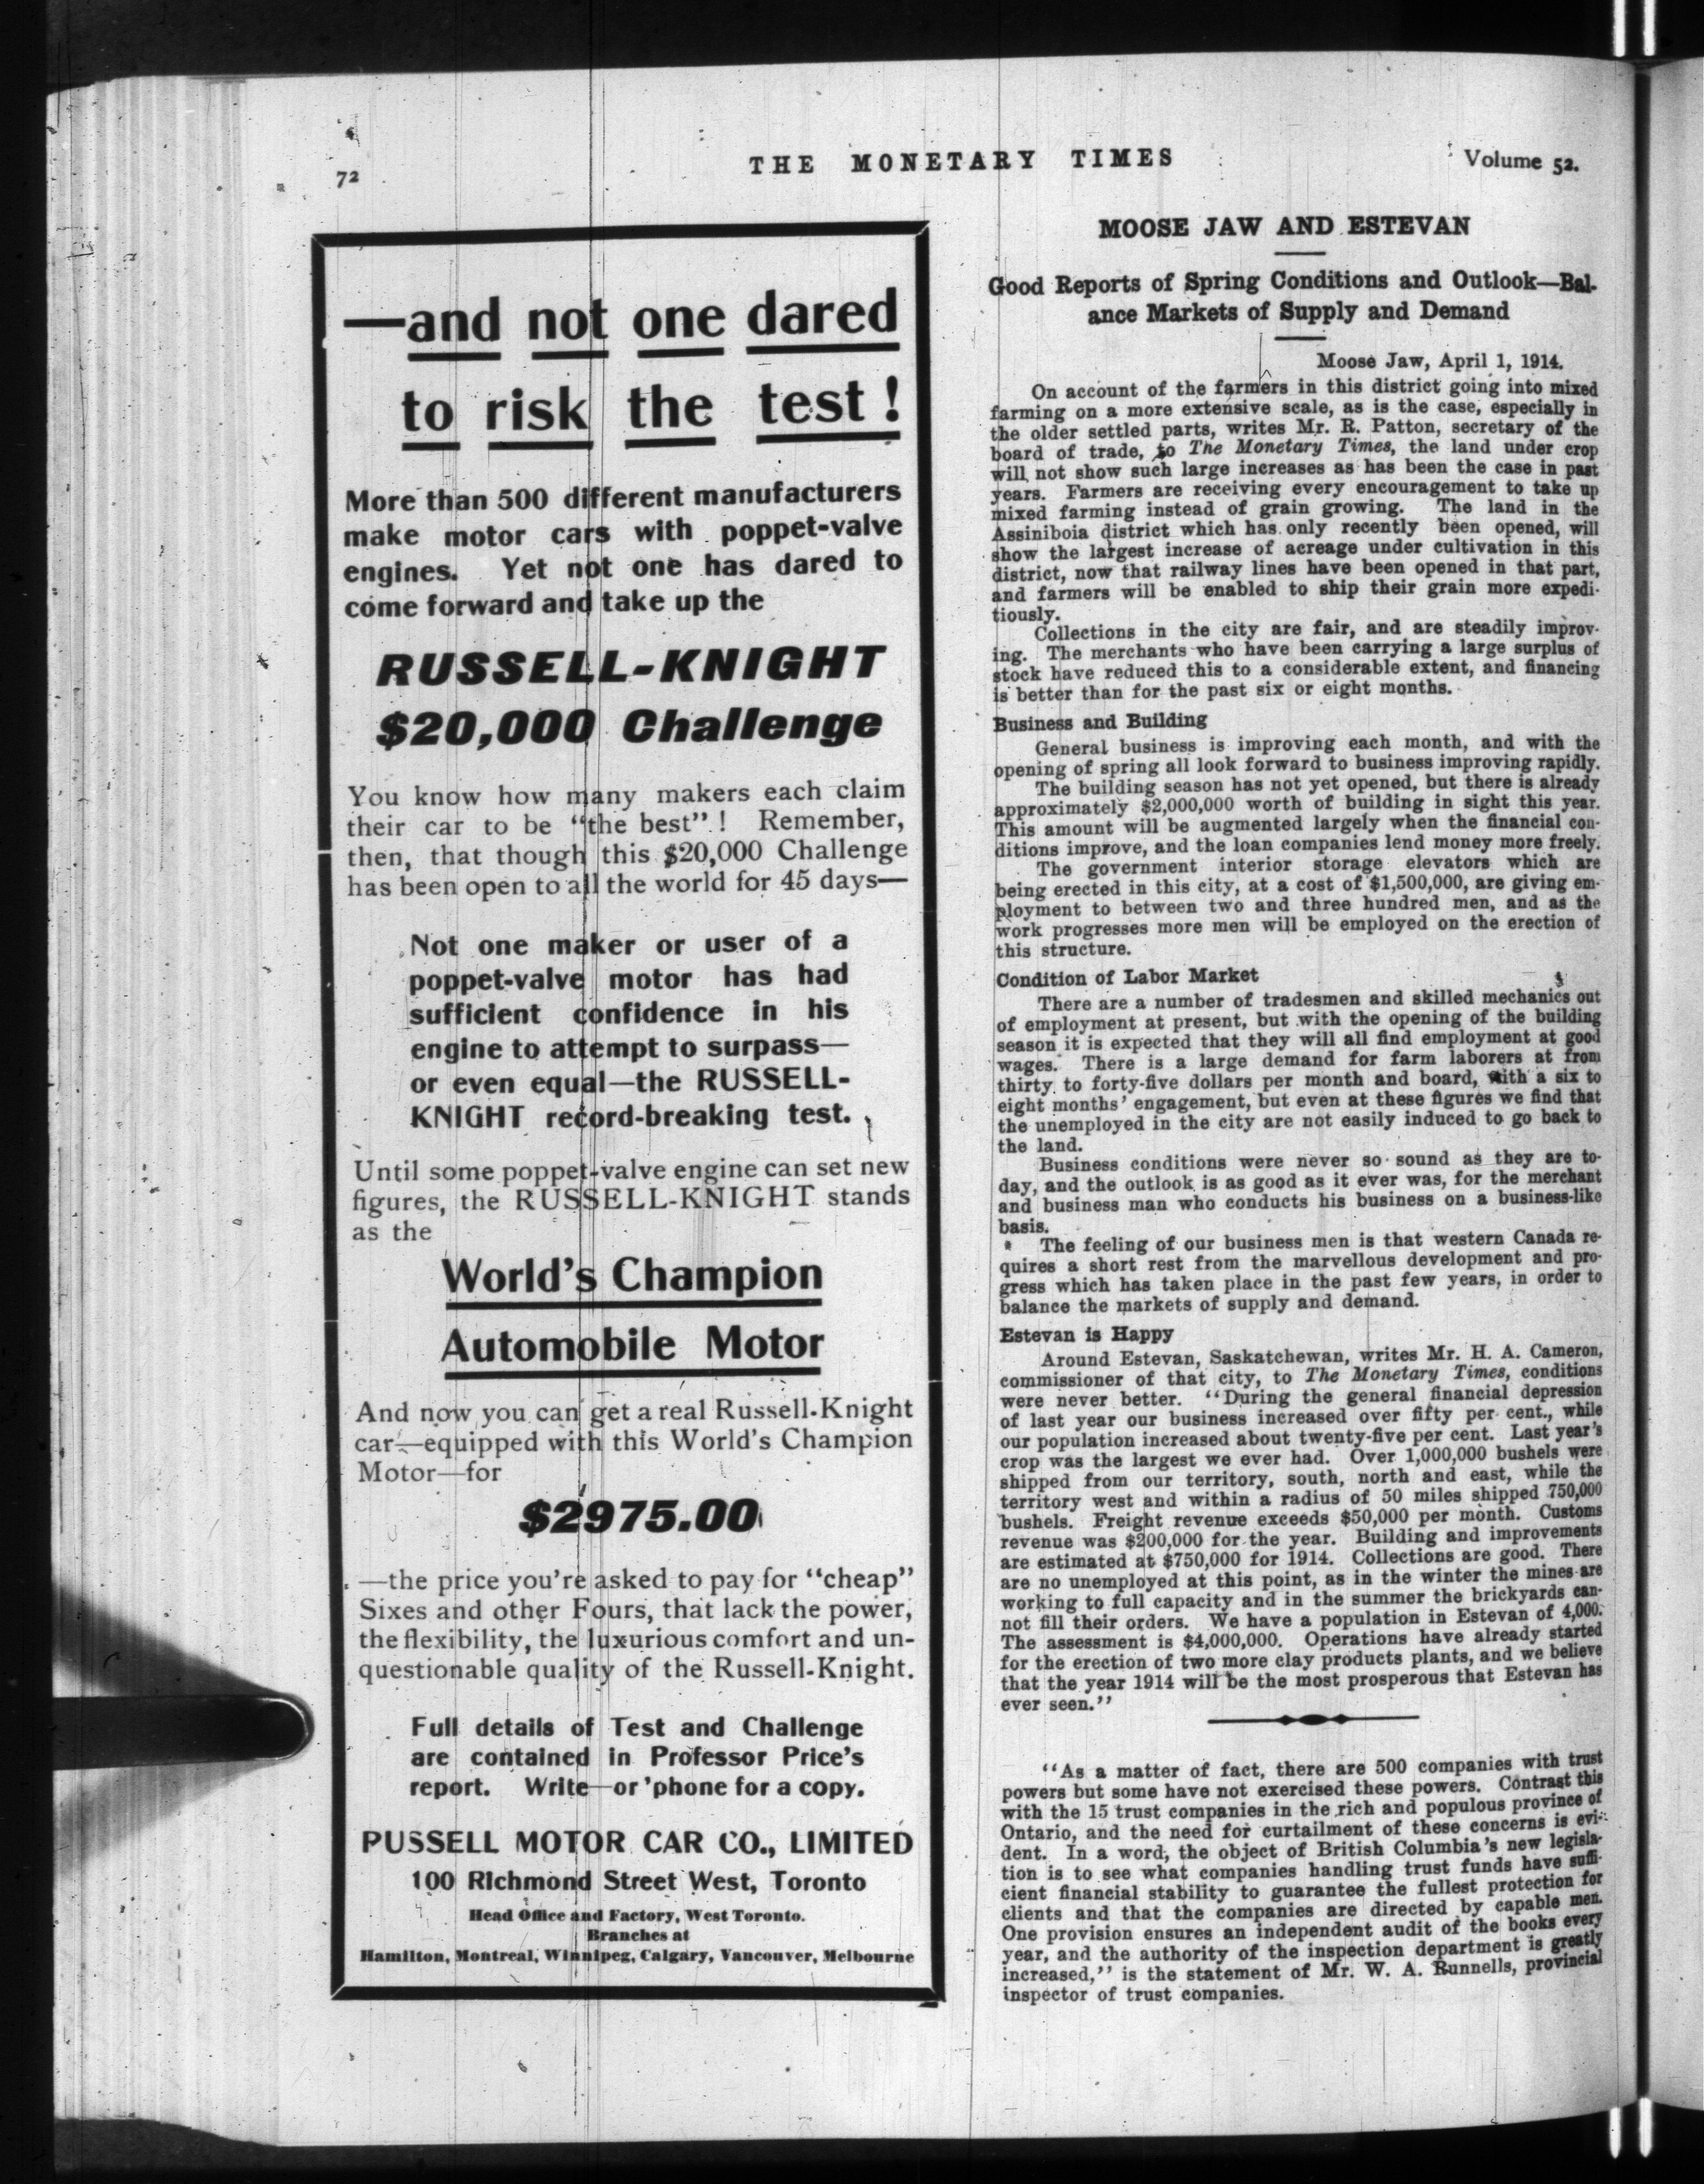 72
THE MONETARY TIMES
Volume 52.
—and not one dared
to risk the test!
More than 500 different manufacturers
make motor cars with poppet-valve
engines. Yet not one has dared to
come forward and take up the
RUSSELL-KNIGHT
$20,000 Challenge
You know how many makers each claim
their car to be "the best"! Remember,
then, that though this $20,000 Challenge
has been open to all the world for 45 days—
Not one maker or user of a
poppet-valve motor has had
sufficient confidence in his
engine to attempt to surpass—
or even equal—the RUSSELL-
KNIGHT record-breaking test.
Until some poppet-valve engine can set new
figures, the RUSSELL-KNIGHT stands
as the
World's Champion
Automobile Motor
And now you can get a real Russell-Knight
car—equipped with this World's Champion
Motor—for
$2975.00
—the price you're asked to pay for "cheap"
Sixes and other Fours, that lack the power,
the flexibility, the luxurious comfort and un-
questionable quality of the Russell-Knight.
Full details of Test and Challenge
are contained in Professor Price's
report. Write—or 'phone for a copy.
PUSSELL MOTOR CAR CO., LIMITED
100 Richmond Street West, Toronto
Head Office and Factory, West Toronto.
Branches at
Hamilton, Montreal, Winnipeg, Calgary, Vancouver, Melbourne
MOOSE JAW AND ESTEVAN
Good Reports of Spring Conditions and Outlook—Bal-
ance Markets of Supply and Demand
Moose Jaw, April 1, 1914.
On account of the farmers in this district going into mixed
farming on a more extensive scale, as is the case, especially in
the older settled parts, writes Mr. R. Patton, secretary of the
board of trade, to The Monetary Times, the land under crop
will not show such large increases as has been the case in past
years. Farmers are receiving every encouragement to take up
mixed farming instead of grain growing. The land in the
Assiniboia district which has only recently been opened, will
show the largest increase of acreage under cultivation in this
district, now that railway lines have been opened in that part,
and farmers will be enabled to ship their grain more expedi-
tiously.
Collections in the city are fair, and are steadily improv-
ing. The merchants who have been carrying a large surplus of
stock have reduced this to a considerable extent, and financing
is better than for the past six or eight months.
Business and Building
General business is improving each month, and with the
opening of spring all look forward to business improving rapidly.
The building season has not yet opened, but there is already
approximately $2,000,000 worth of building in sight this year.
This amount will be augmented largely when the financial con-
ditions improve, and the loan companies lend money more freely.
The government interior storage elevators which are
being erected in this city, at a cost of $1,500,000, are giving em-
ployment to between two and three hundred men, and as the
work progresses more men will be employed on the erection of
this structure.
Condition of Labor Market
There are a number of tradesmen and skilled mechanics out
of employment at present, but with the opening of the building
season it is expected that they will all find employment at good
wages. There is a large demand for farm laborers at from
thirty to forty-five dollars per month and board, with a six to
eight months' engagement, but even at these figures we find that
the unemployed in the city are not easily induced to go back to
the land.
Business conditions were never so sound as they are to-
day, and the outlook is as good as it ever was, for the merchant
and business man who conducts his business on a business-like
basis.
The feeling of our business men is that western Canada re-
quires a short rest from the marvellous development and pro-
gress which has taken place in the past few years, in order to
balance the markets of supply and demand.
Estevan is Happy
Around Estevan, Saskatchewan, writes Mr. H. A. Cameron,
commissioner of that city, to The Monetary Times, conditions
were never better. "During the general financial depression
of last year our business increased over fifty per cent., while
our population increased about twenty-five per cent. Last year's
crop was the largest we ever had. Over 1,000,000 bushels were
shipped from our territory, south, north and east, while the
territory west and within a radius of 50 miles shipped 750,000
bushels. Freight revenue exceeds $50,000 per month. Customs
revenue was $200,000 for the year. Building and improvements
are estimated at $750,000 for 1914. Collections are good. There
are no unemployed at this point, as in the winter the mines are
working to full capacity and in the summer the brickyards can-
not fill their orders. We have a population in Estevan of 4,000.
The assessment is $4,000,000. Operations have already started
for the erection of two more clay products plants, and we believe
that the year 1914 will be the most prosperous that Estevan has
ever seen."
"As a matter of fact, there are 500 companies with trust
powers but some have not exercised these powers. Contrast this
with the 15 trust companies in the rich and populous province of
Ontario, and the need for curtailment of these concerns is evi-
dent. In a word, the object of British Columbia's new legisla-
tion is to see what companies handling trust funds have suffi-
cient financial stability to guarantee the fullest protection for
clients and that the companies are directed by capable men.
One provision ensures an independent audit of the books every
year, and the authority of the inspection department is greatly
increased," is the statement of Mr. W. A. Runnells, provincial
inspector of trust companies.